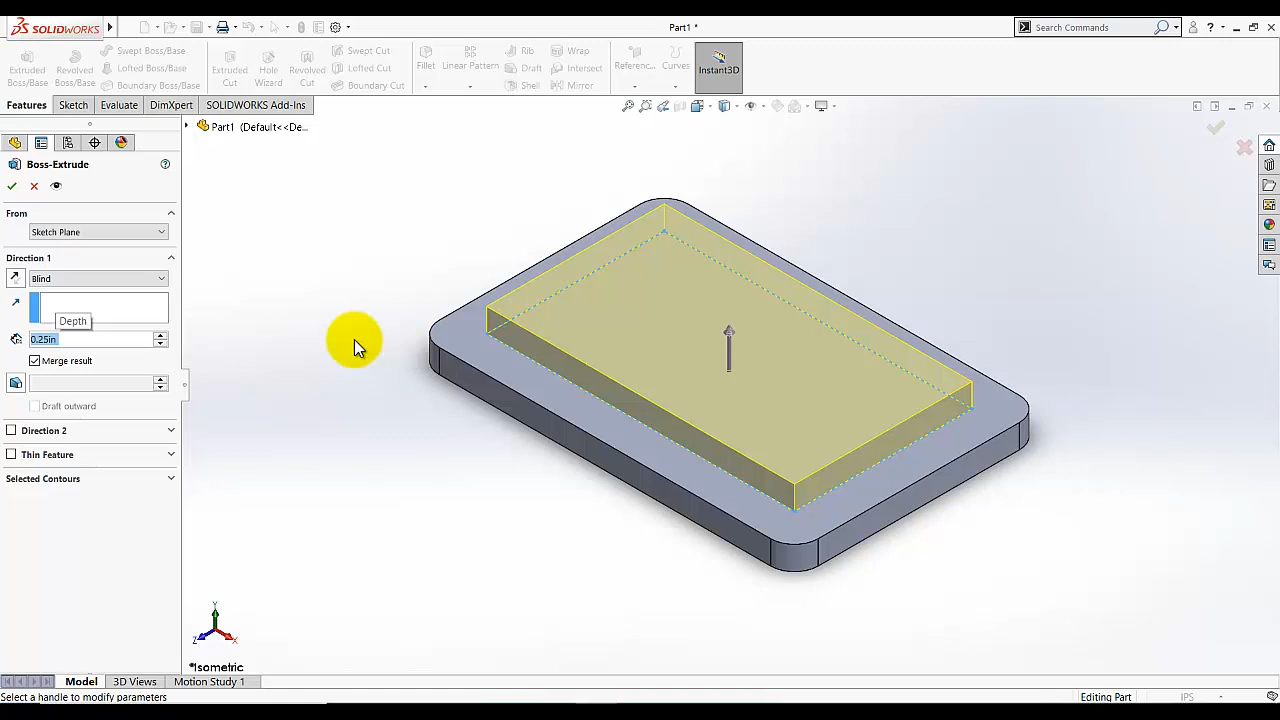 SOLIDWORKS
Part1 *
Search Commands
?
Extruded Boss/Base
Revolved Boss/Base
Swept Boss/Base
Lofted Boss/Base
Boundary Boss/Base
Extruded Cut
Hole Wizard
Revolved Cut
Swept Cut
Lofted Cut
Boundary Cut
Fillet
Linear Pattern
Rib
Draft
Shell
Wrap
Intersect
Mirror
Referenc...
Curves
Instant3D
Features
Sketch
Evaluate
DimXpert
SOLIDWORKS Add-Ins
Part1 (Default<<De...
Boss-Extrude
From
Sketch Plane
Direction 1
Blind
Depth
0.25in
Merge result
Draft outward
Direction 2
Thin Feature
Selected Contours
Y
Z
X
*Isometric
Model
3D Views
Motion Study 1
Select a handle to modify parameters
Editing Part
IPS